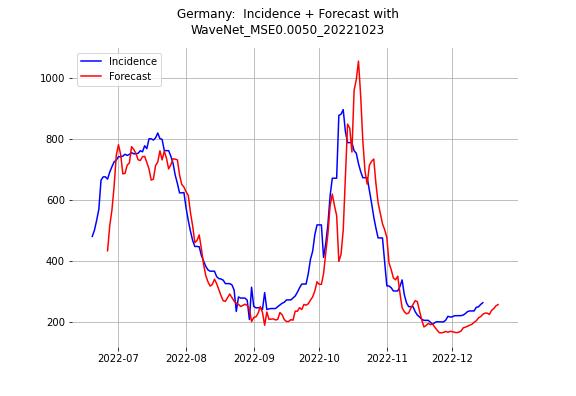 Germany:  Incidence + Forecast with
WaveNet_MSE0.0050_20221023
Incidence
Forecast
1000
800
600
400
200
2022-07
2022-08
2022-09
2022-10
2022-11
2022-12